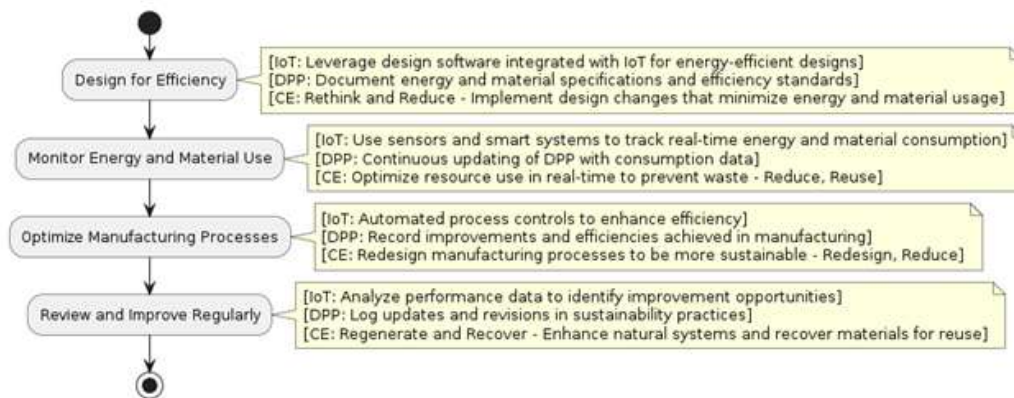 Design for Efficiency
[IoT: Leverage design software integrated with IoT for energy-efficient designs]
[DPP: Document energy and material specifications and efficiency standards]
[CE: Rethink and Reduce - Implement design changes that minimize energy and material usage]
Monitor Energy and Material Use
[IoT: Use sensors and smart systems to track real-time energy and material consumption]
[DPP: Continuous updating of DPP with consumption data]
[CE: Optimize resource use in real-time to prevent waste - Reduce, Reuse]
Optimize Manufacturing Processes
[IoT: Automated process controls to enhance efficiency]
[DPP: Record improvements and efficiencies achieved in manufacturing]
[CE: Redesign manufacturing processes to be more sustainable - Redesign, Reduce]
Review and Improve Regularly
[IoT: Analyze performance data to identify improvement opportunities]
[DPP: Log updates and revisions in sustainability practices]
[CE: Regenerate and Recover - Enhance natural systems and recover materials for reuse]